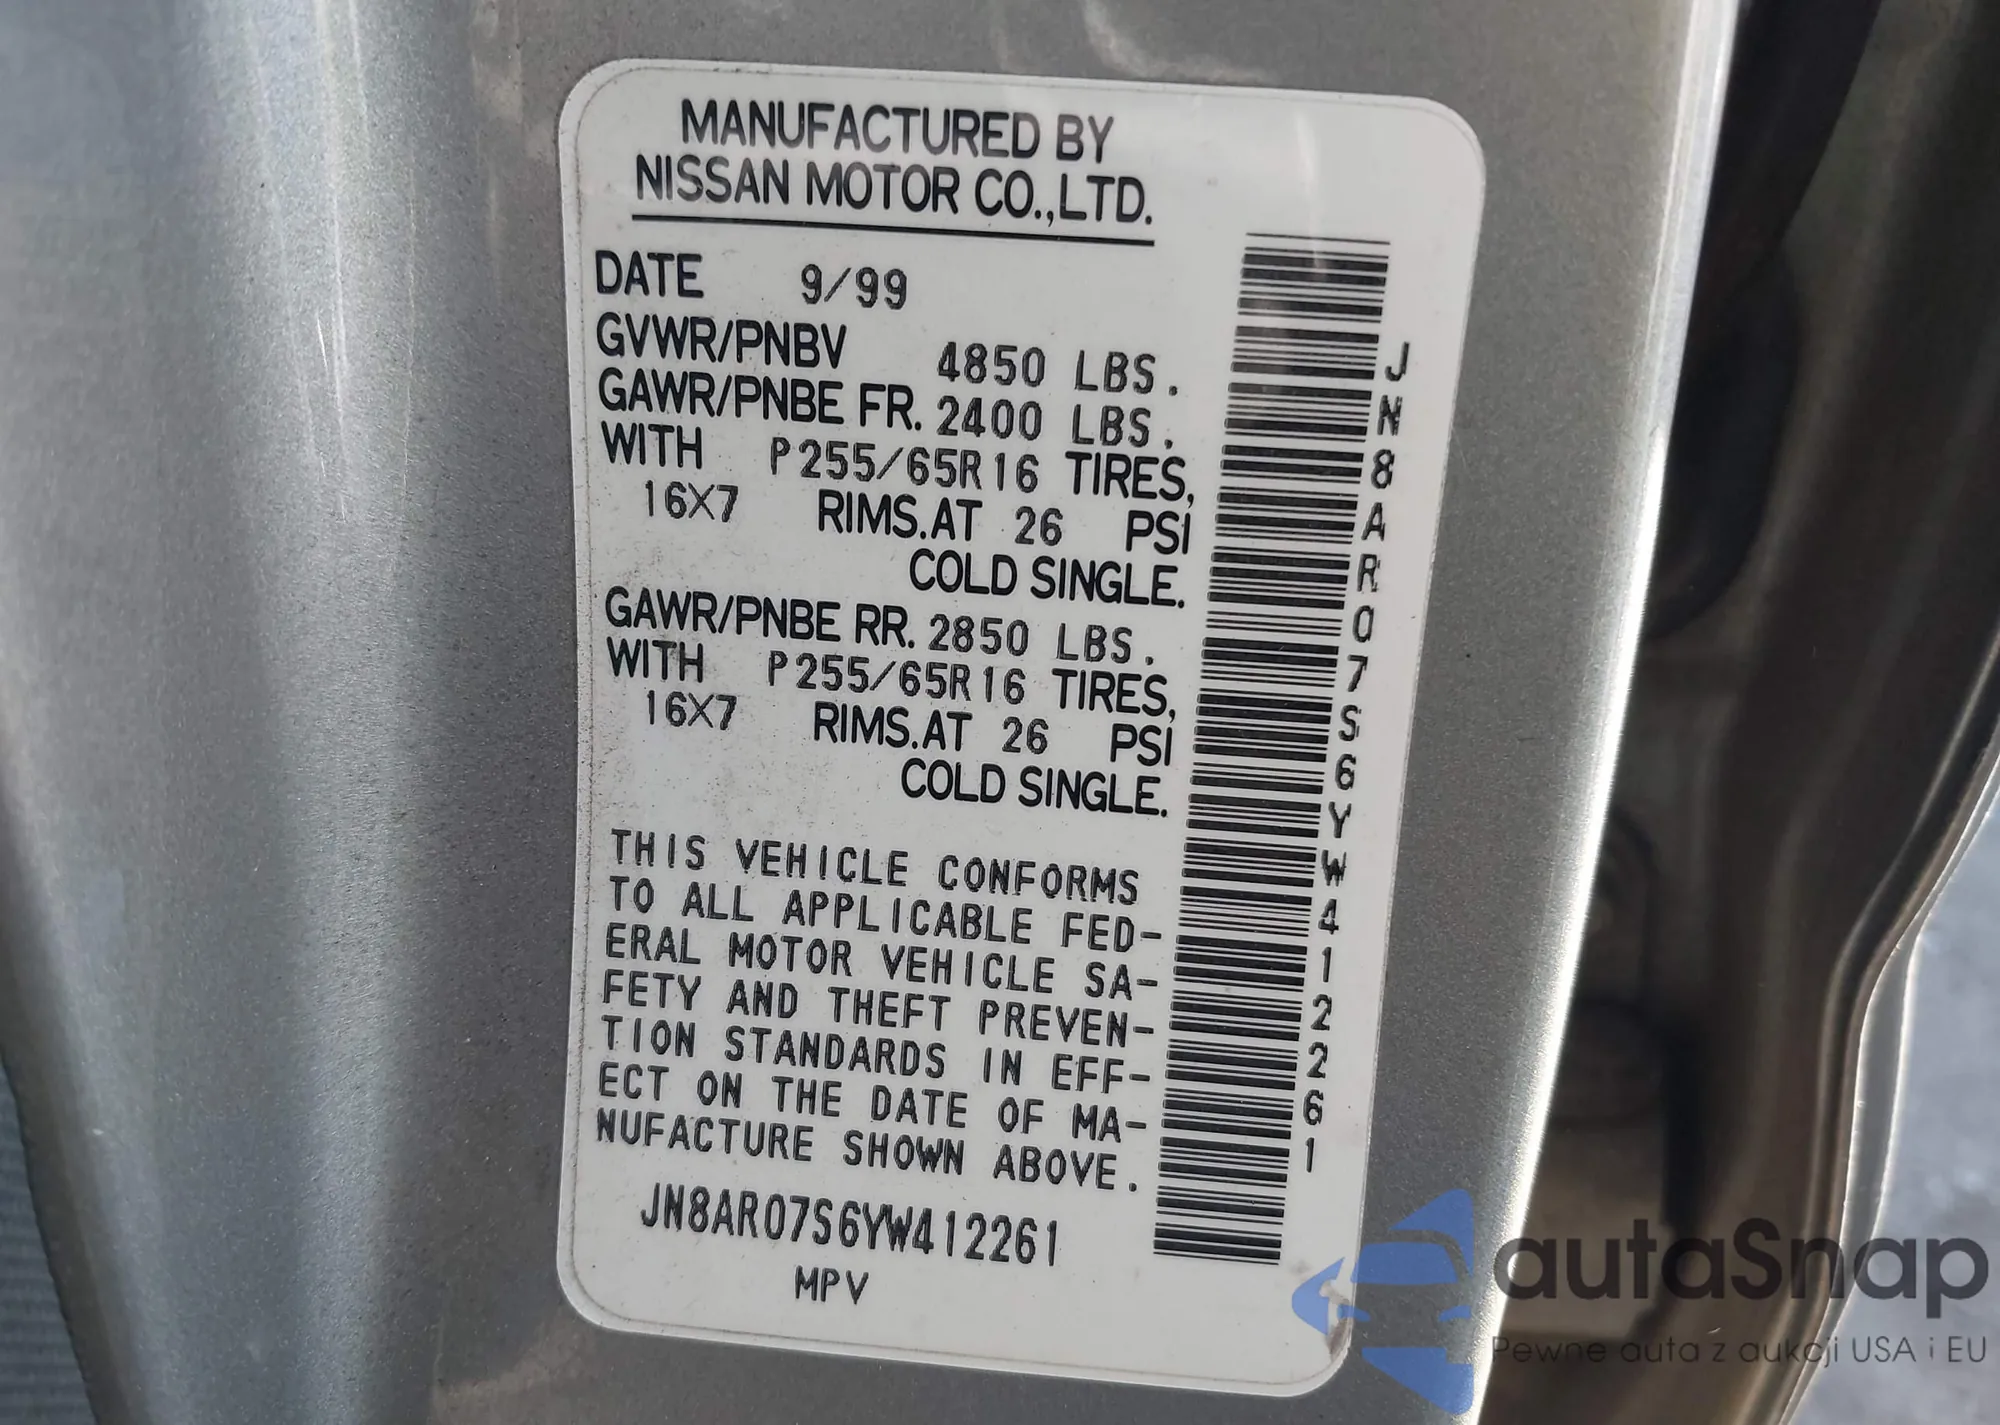 MANUFACTURED BY
NISSAN MOTOR CO.,LTD.
DATE 9/99
GVWR/PNBV 4850 LBS.
GAWR/PNBE FR. 2400 LBS.
WITH P255/65R16 TIRES,
16X7 RIMS.AT 26 PSI
COLD SINGLE.
GAWR/PNBE RR. 2850 LBS.
WITH P255/65R16 TIRES,
16X7 RIMS.AT 26 PSI
COLD SINGLE.
THIS VEHICLE CONFORMS
TO ALL APPLICABLE FED-
ERAL MOTOR VEHICLE SA-
FETY AND THEFT PREVEN-
TION STANDARDS IN EFF-
ECT ON THE DATE OF MA-
NUFACTURE SHOWN ABOVE.
JN8AR07S6YW412261
MPV
JN8AR07S6YW412261
autaSnap
Pewne auta z aukcji USA i EU